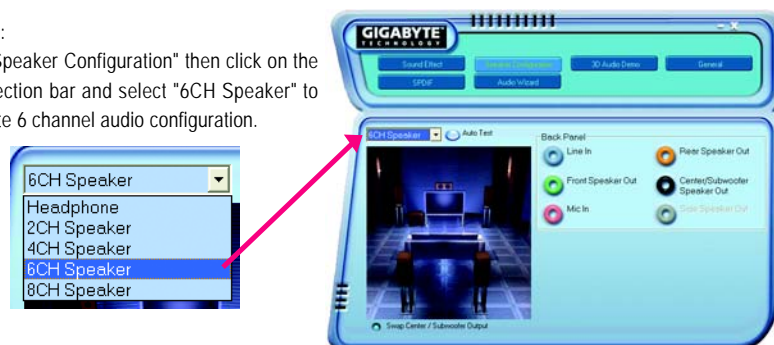 :
Speaker Configuration" then click on the
ection bar and select "6CH Speaker" to
te 6 channel audio configuration.
6CH Speaker
Headphone
2CH Speaker
4CH Speaker
6CH Speaker
8CH Speaker
GIGABYTE
TECHNOLOGY
Sound Effect
Speaker Configuration
3D Audio Demo
General
SPDIF
Audio Wizard
6CH Speaker
Auto Test
Back Panel
Line In
Rear Speaker Out
Front Speaker Out
Center/Subwoofer
Speaker Out
Mic In
Side Speaker Out
Swap Center / Subwoofer Output